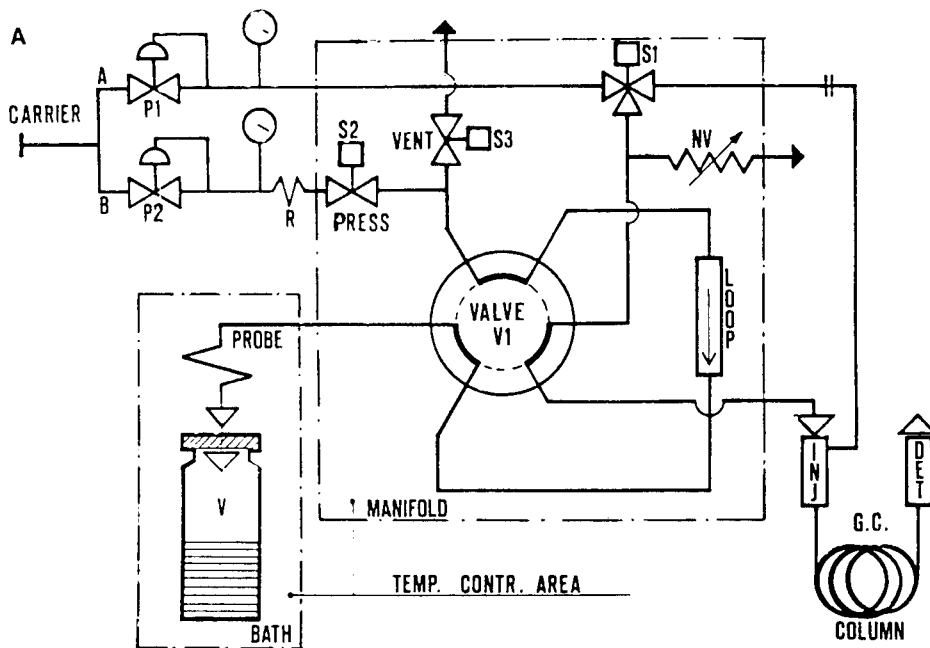 A
A
P1
CARRIER
B
P2
R
S2
PRESS
VENT
S3
S1
NV
VALVE
V1
LOOP
PROBE
V
MANIFOLD
INJ
DET
G.C.
COLUMN
TEMP. CONTR. AREA
BATH